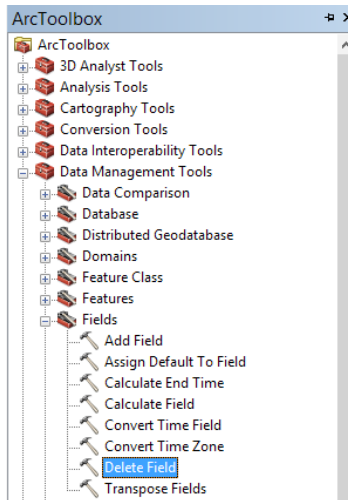 ArcToolbox
ArcToolbox
3D Analyst Tools
Analysis Tools
Cartography Tools
Conversion Tools
Data Interoperability Tools
Data Management Tools
Data Comparison
Database
Distributed Geodatabase
Domains
Feature Class
Features
Fields
Add Field
Assign Default To Field
Calculate End Time
Calculate Field
Convert Time Field
Convert Time Zone
Delete Field
Transpose Fields